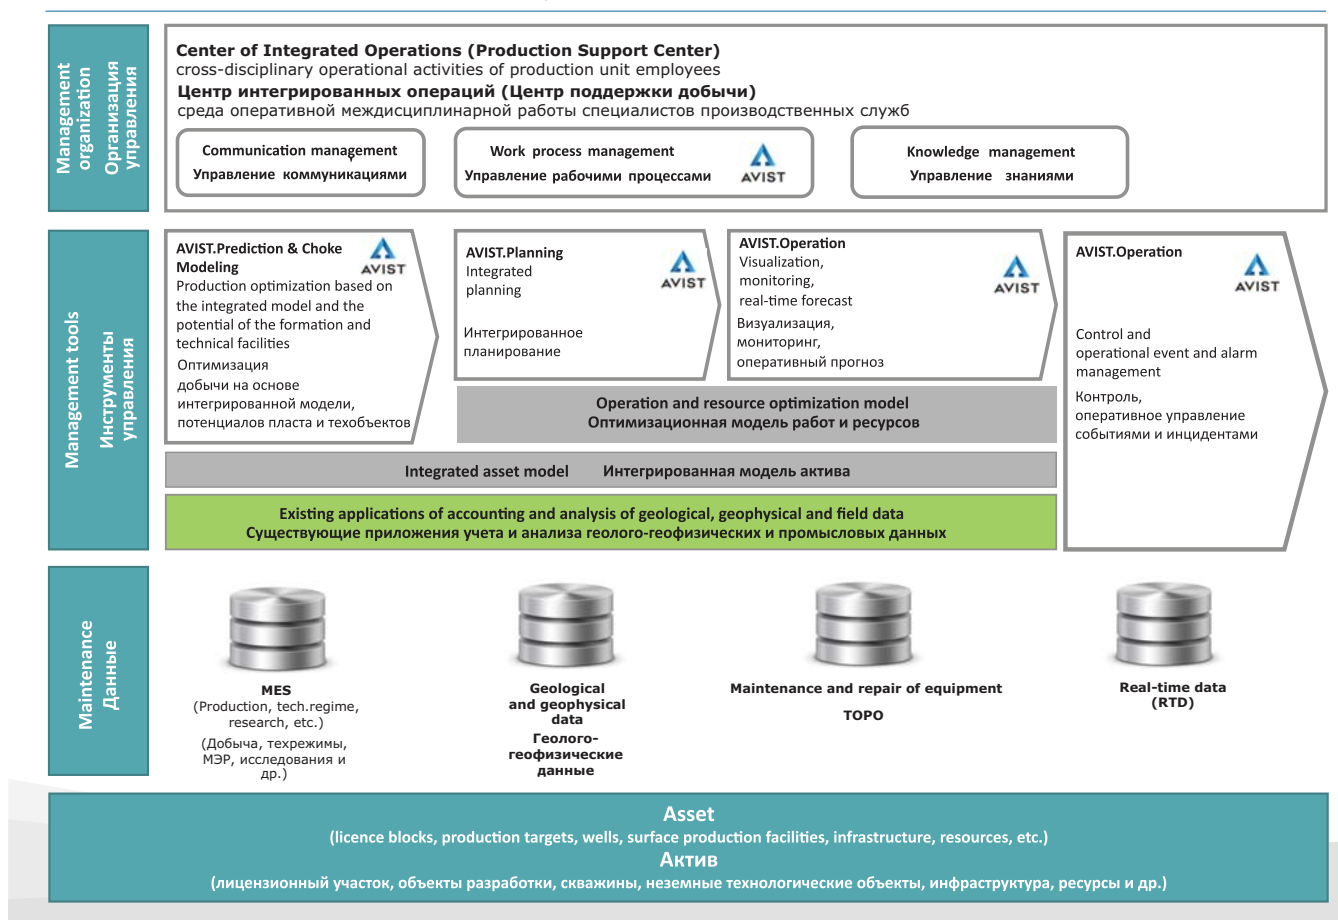 Management
organization
Организация
управления
Center of Integrated Operations (Production Support Center)
cross-disciplinary operational activities of production unit employees
Центр интегрированных операций (Центр поддержки добычи)
среда оперативной междисциплинарной работы специалистов производственных служб
Communication management
Управление коммуникациями
Work process management
Управление рабочими процессами
AVIST
Knowledge management
Управление знаниями
Management tools
Инструменты
управления
AVIST.Prediction & Choke
Modeling
AVIST
Production optimization based on
the integrated model and the
potential of the formation and
technical facilities
Оптимизация
добычи на основе
интегрированной модели,
потенциалов пласта и техобъектов
AVIST.Planning
Integrated
planning
AVIST
Интегрированное
планирование
AVIST.Operation
Visualization,
monitoring,
real-time forecast
AVIST
Визуализация,
мониторинг,
оперативный прогноз
AVIST.Operation
AVIST
Control and
operational event and alarm
management
Контроль,
оперативное управление
событиями и инцидентами
Operation and resource optimization model
Оптимизационная модель работ и ресурсов
Integrated asset model Интегрированная модель актива
Existing applications of accounting and analysis of geological, geophysical and field data
Существующие приложения учета и анализа геолого-геофизических и промысловых данных
Maintenance
Данные
MES
(Production, tech.regime,
research, etc.)
(Добыча, техрежимы,
МЭР, исследования и
др.)
Geological
and geophysical
data
Геолого-
геофизические
данные
Maintenance and repair of equipment
ТОРО
Real-time data
(RTD)
Asset
(licence blocks, production targets, wells, surface production facilities, infrastructure, resources, etc.)
Актив
(лицензионный участок, объекты разработки, скважины, неземные технологические объекты, инфраструктура, ресурсы и др.)